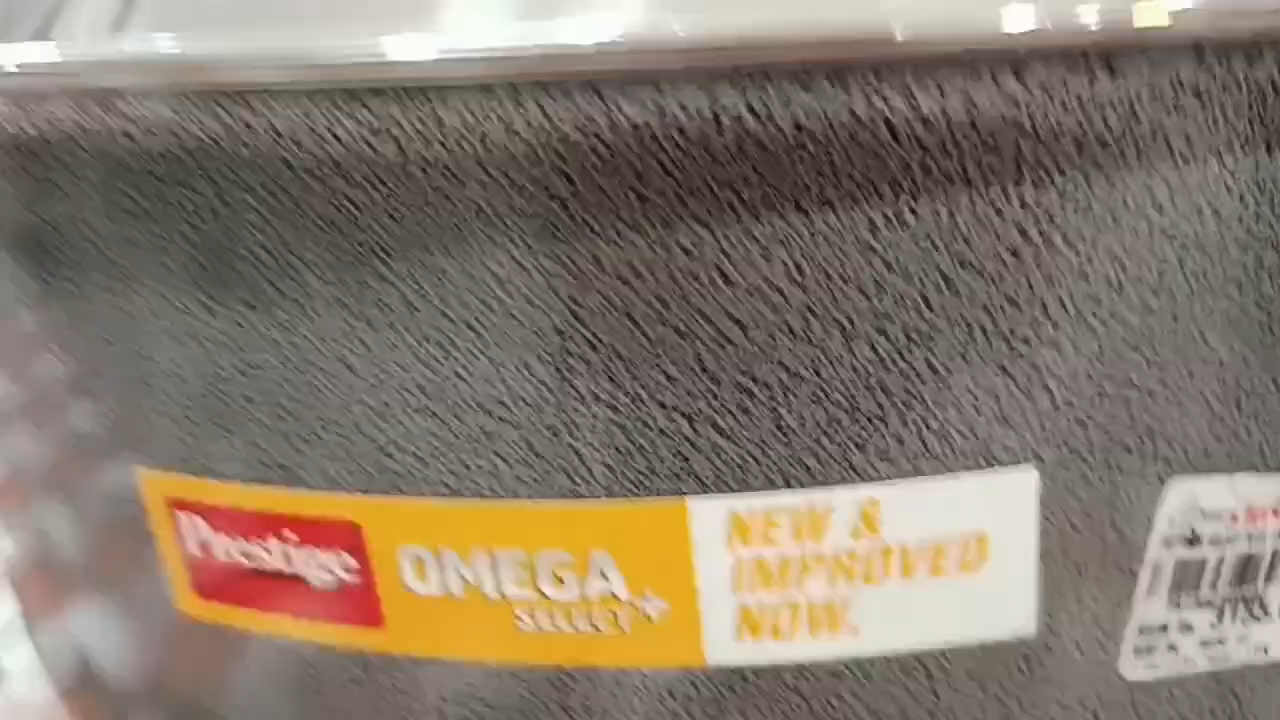 Prestige
OMEGA
SELECT+
NEW &
IMPROVED
NOW.